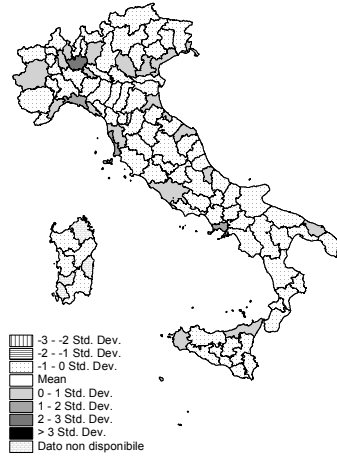 -3 - -2 Std. Dev.
-2 - -1 Std. Dev.
-1 - 0 Std. Dev.
Mean
0 - 1 Std. Dev.
1 - 2 Std. Dev.
2 - 3 Std. Dev.
> 3 Std. Dev.
Dato non disponibile